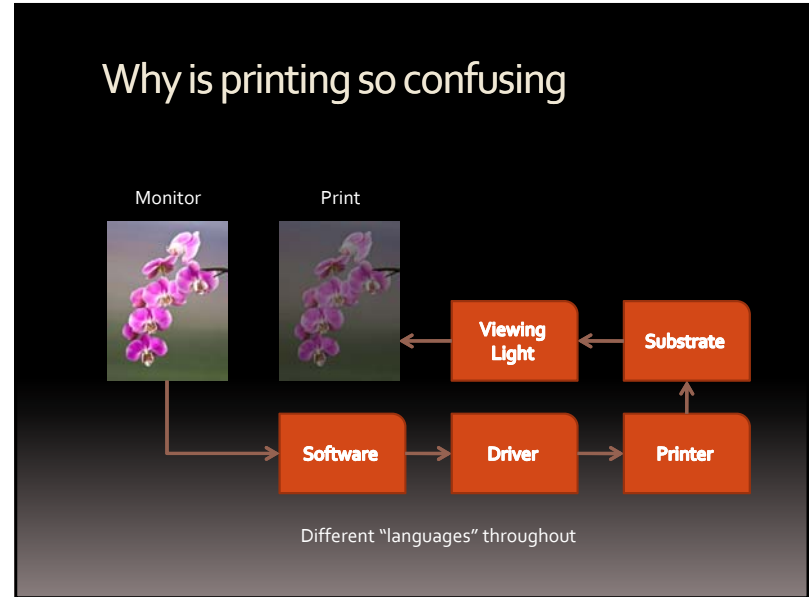 Why is printing so confusing
Monitor
Print
Viewing
Light
Substrate
Software
Driver
Printer
Different “languages” throughout